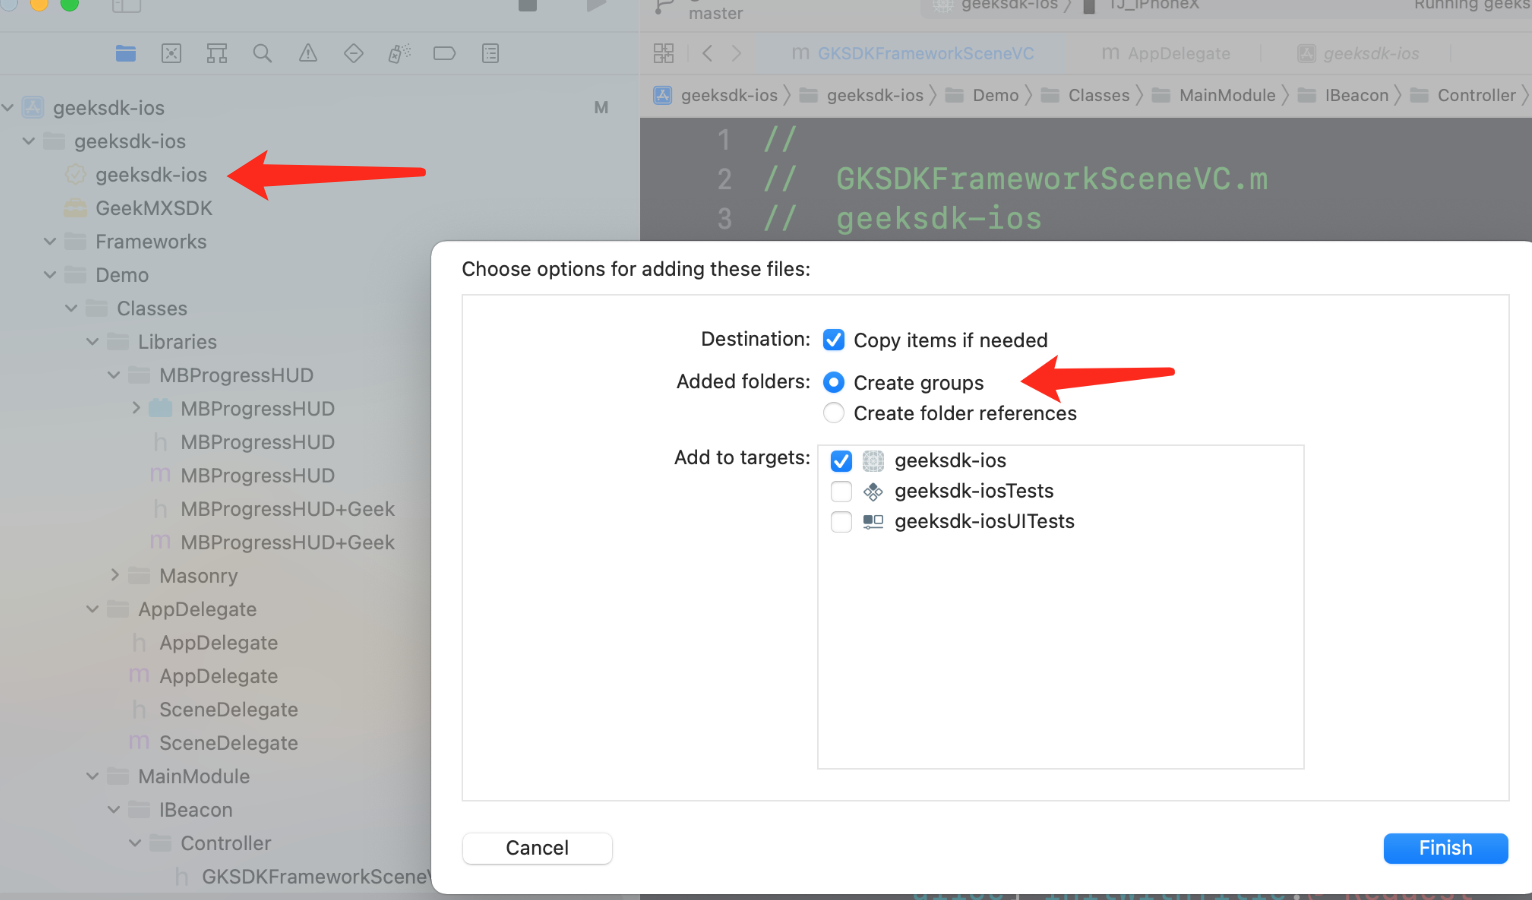 master
geeksdk-ios
TJ_iPhoneX
Running geeks
GKSDKFrameworkSceneVC
AppDelegate
geeksdk-ios
geeksdk-ios
geeksdk-ios
Demo
Classes
MainModule
IBeacon
Controller
geeksdk-ios
M
geeksdk-ios
geeksdk-ios
GeekMXSDK
Frameworks
Demo
Classes
Libraries
MBProgressHUD
MBProgressHUD
h MBProgressHUD
m MBProgressHUD
h MBProgressHUD+Geek
m MBProgressHUD+Geek
Masonry
AppDelegate
h AppDelegate
m AppDelegate
h SceneDelegate
m SceneDelegate
MainModule
IBeacon
Controller
h GKSDKFrameworkScene
1 //
2 // GKSDKFrameworkSceneVC.m
3 // geeksdk-ios
Choose options for adding these files:
Destination: Copy items if needed
Added folders: Create groups
Create folder references
Add to targets: geeksdk-ios
geeksdk-iosTests
geeksdk-iosUITests
Cancel
Finish